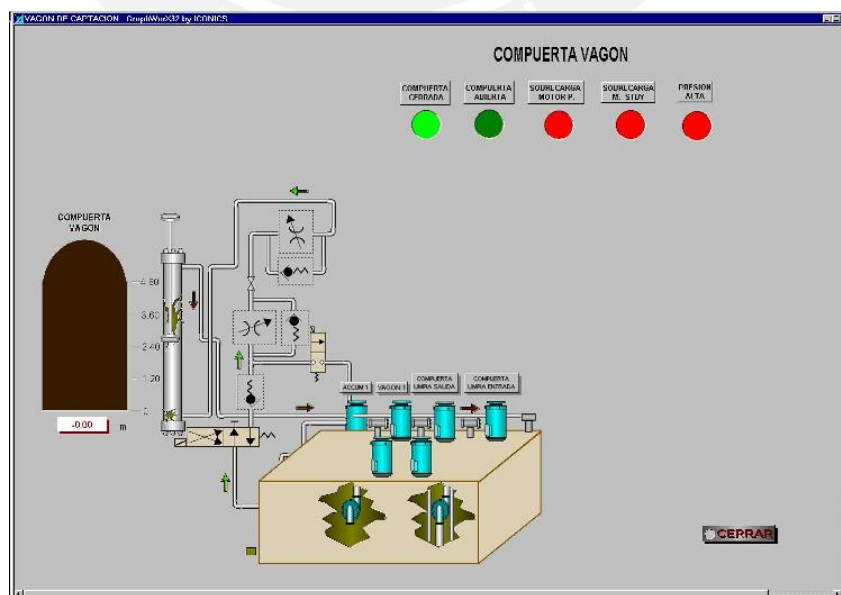 VAGON DE CAPTACION - GraphWorX32 by ICONICS
COMPUERTA VAGON
COMPUERTA
CERRADA
COMPUERTA
ABIERTA
SOBRECARGA
MOTOR P.
SOBRECARGA
M. STBY
PRESION
ALTA
COMPUERTA
VAGON
4.80
3.60
2.40
1.20
0
-0.00 m
ACCUM 1
VAGON 1
COMPUERTA
LIMPIA SALIDA
COMPUERTA
LIMPIA ENTRADA
CERRAR